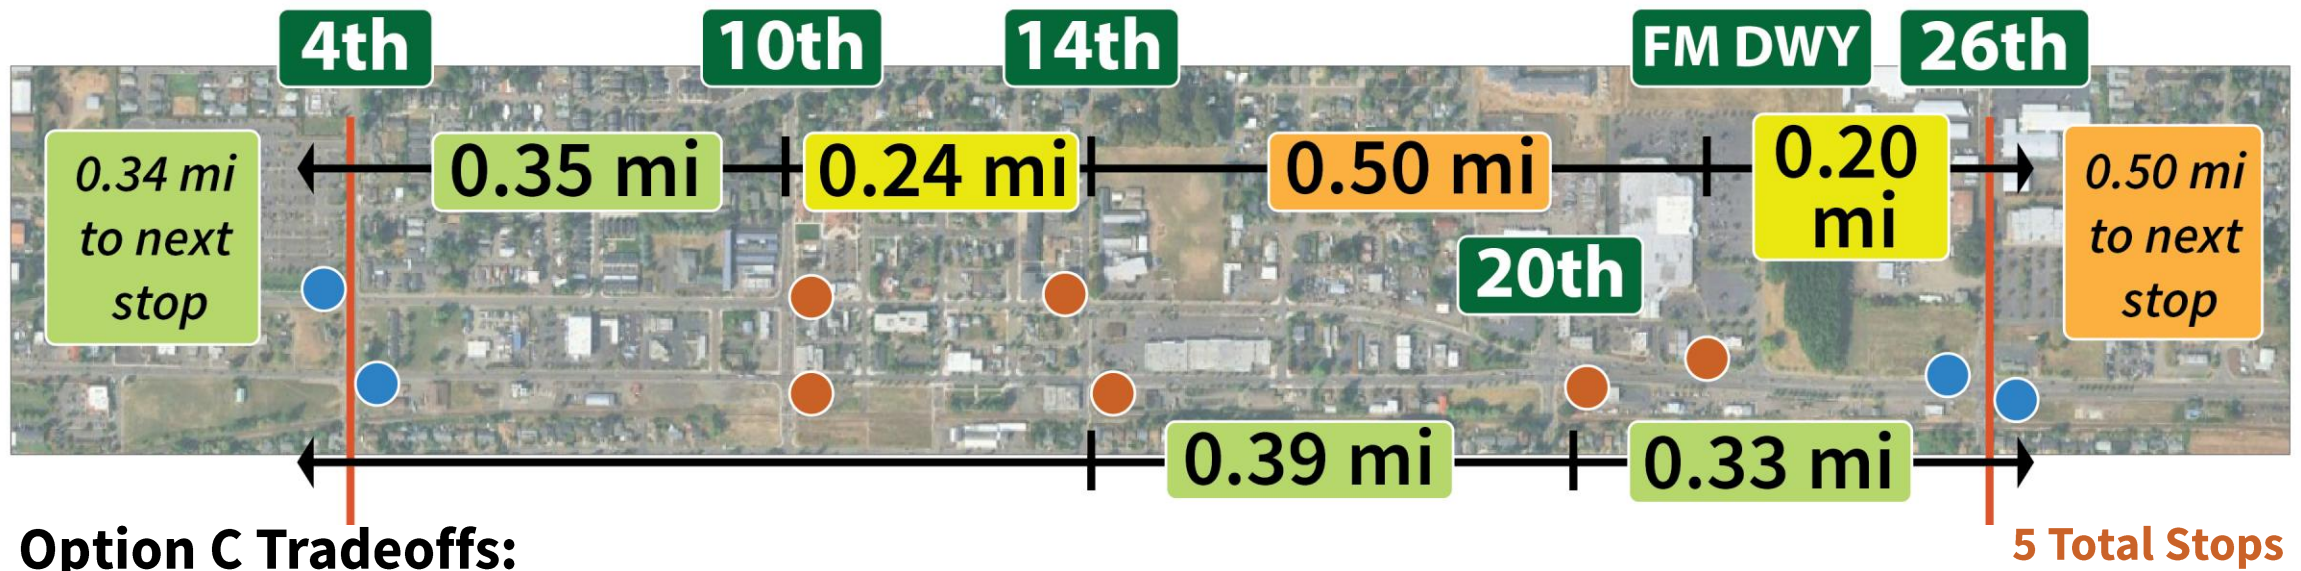 4th
10th
14th
FM DWY
26th
0.34 mi
to next
stop
0.35 mi
0.24 mi
0.50 mi
0.20
mi
0.50 mi
to next
stop
20th
0.39 mi
0.33 mi
Option C Tradeoffs:
5 Total Stops